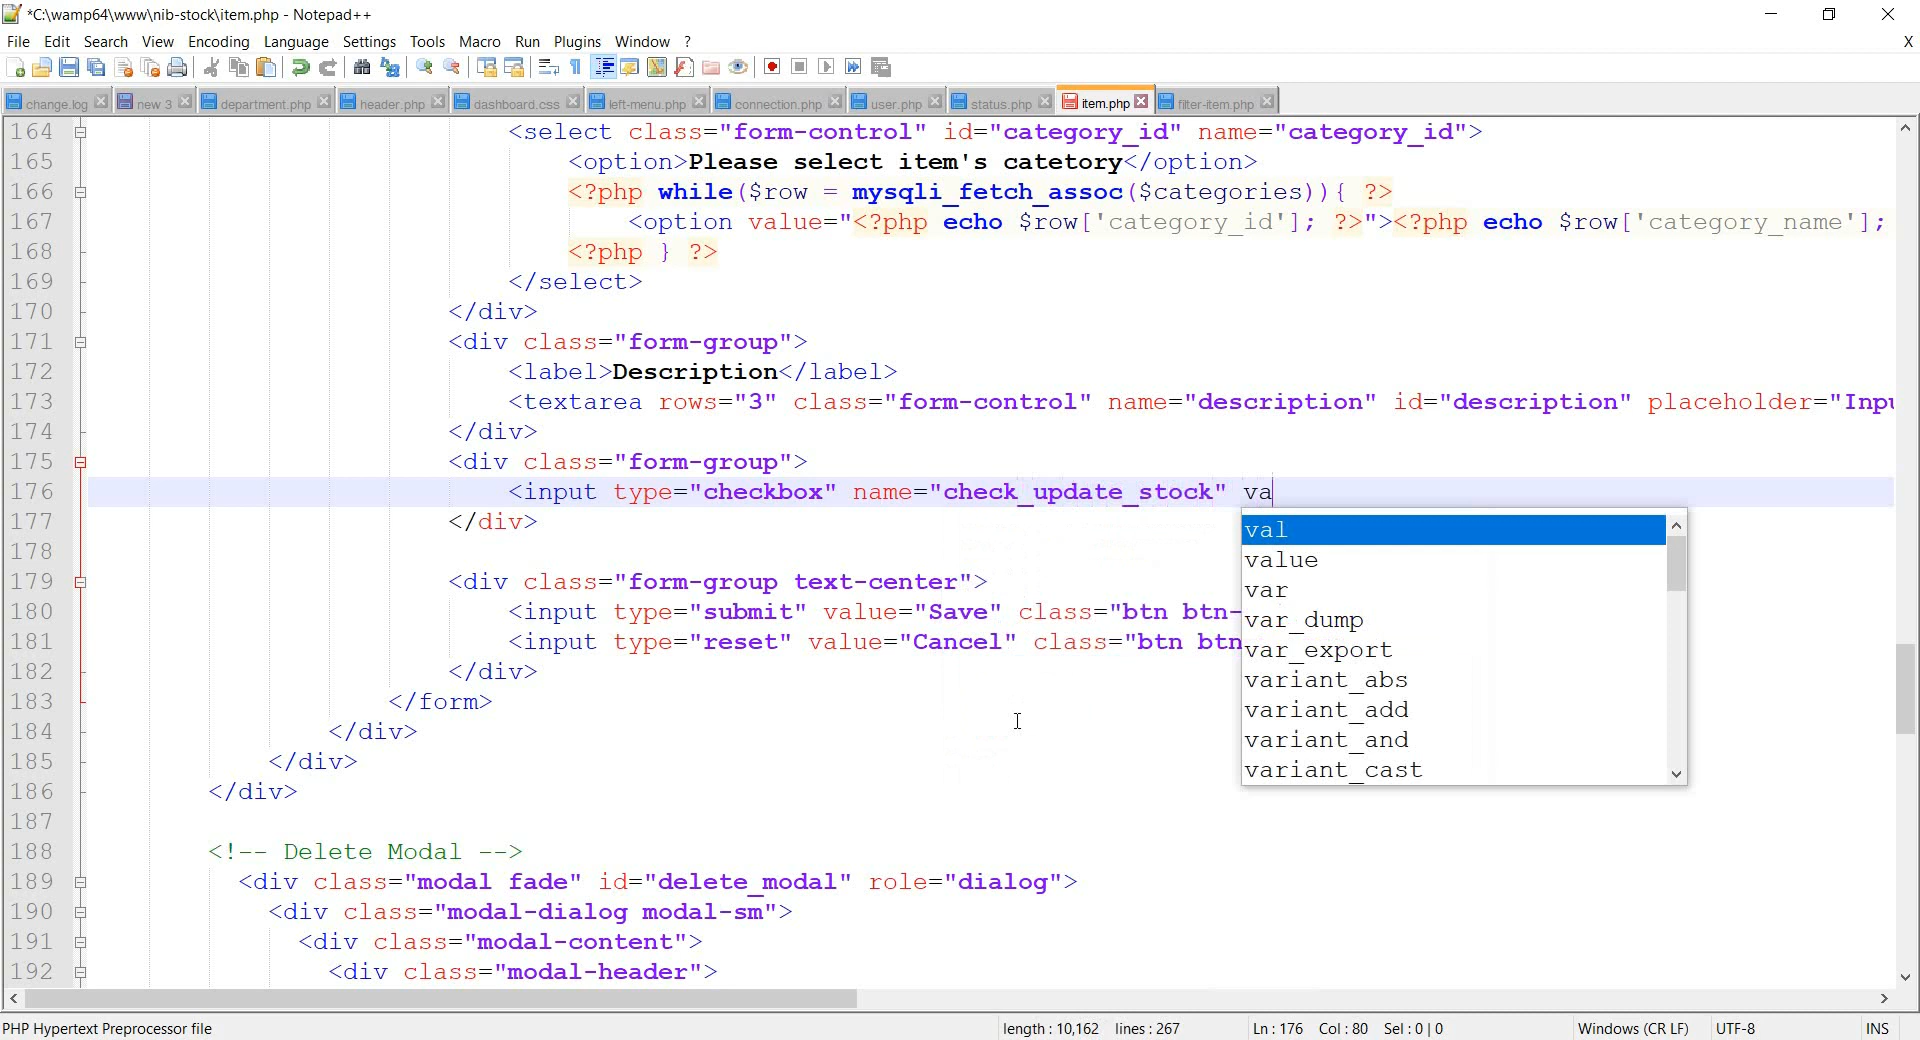 *C:\wamp64\www\nib-stock\item.php - Notepad++
File Edit Search View Encoding Language Settings Tools Macro Run Plugins Window ? X
change.log new 3 department.php header.php dashboard.css left-menu.php connection.php user.php status.php item.php filter-item.php
164 <select class="form-control" id="category_id" name="category_id">
165 <option>Please select item's catetory</option>
166 <?php while($row = mysqli_fetch_assoc($categories)){ ?>
167 <option value="<?php echo $row['category_id']; ?>"><?php echo $row['category_name'];
168 <?php } ?>
169 </select>
170 </div>
171 <div class="form-group">
172 <label>Description</label>
173 <textarea rows="3" class="form-control" name="description" id="description" placeholder="Inpu
174 </div>
175 <div class="form-group">
176 <input type="checkbox" name="check_update_stock" va
177 </div>
178
179 <div class="form-group text-center">
180 <input type="submit" value="Save" class="btn btn-
181 <input type="reset" value="Cancel" class="btn btn
182 </div>
183 </form>
184 </div>
185 </div>
186 </div>
187
188 <!-- Delete Modal -->
189 <div class="modal fade" id="delete_modal" role="dialog">
190 <div class="modal-dialog modal-sm">
191 <div class="modal-content">
192 <div class="modal-header">
val
value
var
var_dump
var_export
variant_abs
variant_add
variant_and
variant_cast
PHP Hypertext Preprocessor file length : 10,162 lines : 267 Ln : 176 Col : 80 Sel : 0 | 0 Windows (CR LF) UTF-8 INS